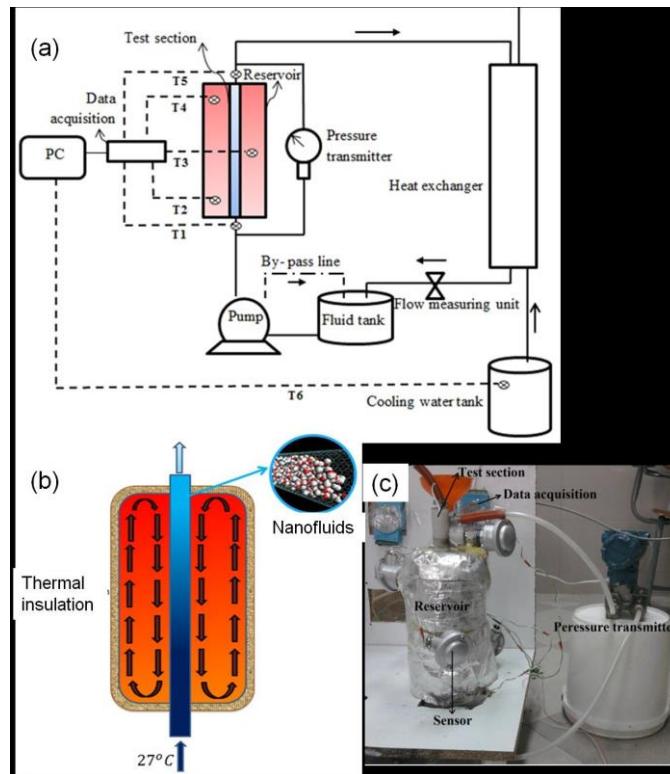 (a)
Test section
Reservoir
T5
T4
Data
acquisition
PC
T3
Pressure
transmitter
Heat exchanger
T2
T1
By- pass line
Pump
Fluid tank
Flow measuring unit
T6
Cooling water tank
(b)
Nanofluids
Thermal
insulation
27°C
(c)
Test section
Data acquisition
Reservoir
Peressure transmitte
Sensor